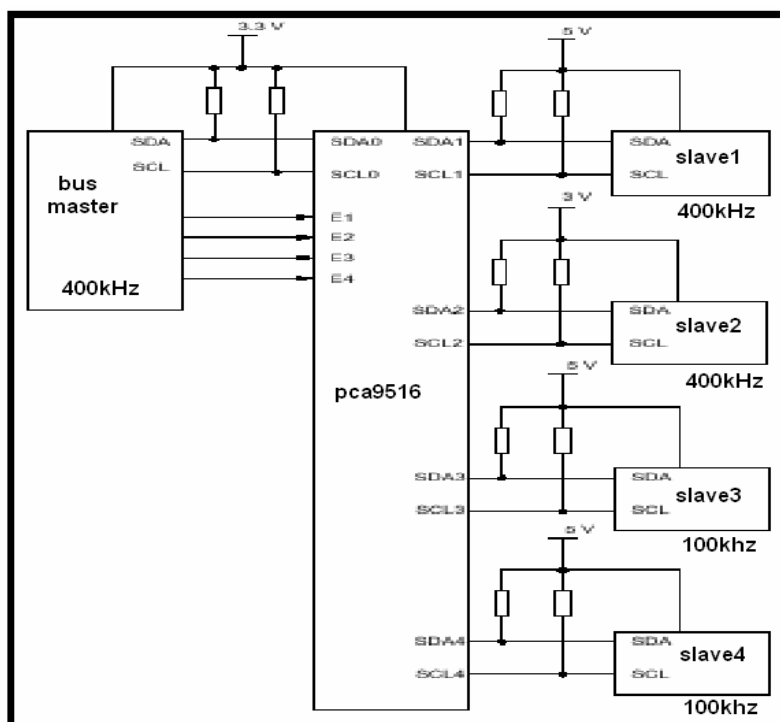 3.3 V
5 V
SDA
SCL
bus
master
400kHz
SDA0
SCL0
E1
E2
E3
E4
SDA1
SCL1
SDA
slave1
SCL
400kHz
3 V
SDA2
SCL2
SDA
slave2
SCL
400kHz
pca9516
5 V
SDA3
SCL3
SDA
slave3
SCL
100khz
5 V
SDA4
SCL4
SDA
slave4
SCL
100khz